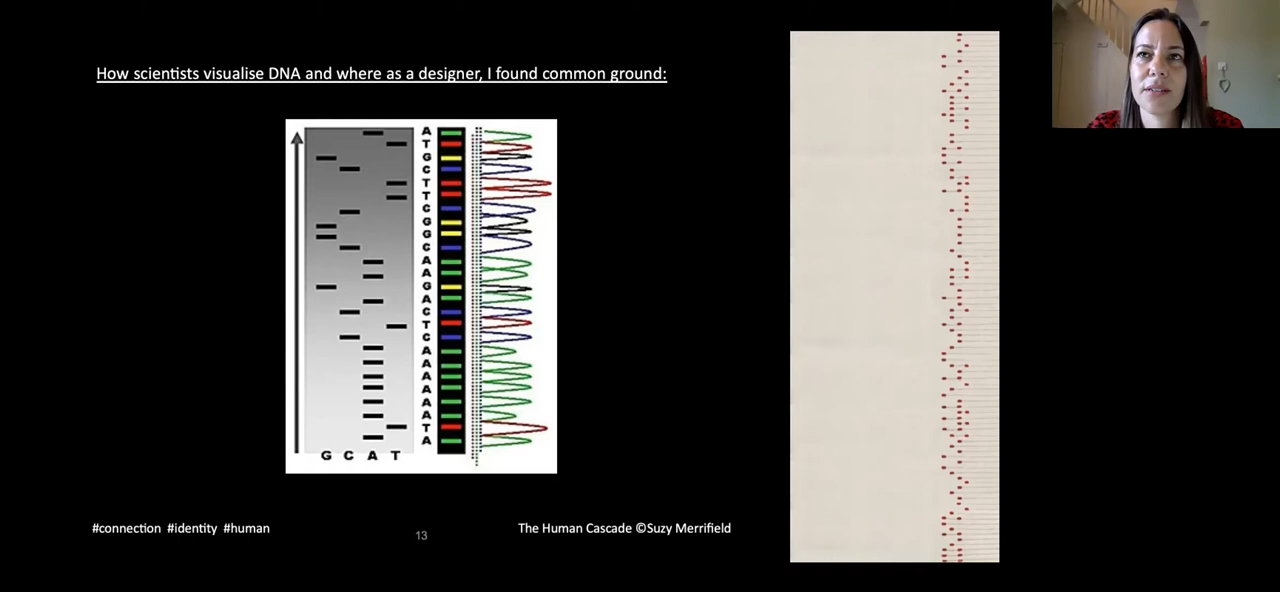 How scientists visualise DNA and where as a designer, I found common ground:
A
T
G
C
T
T
C
G
G
C
A
A
G
A
C
T
C
A
A
A
A
A
A
T
A
G C A T
#connection #identity #human
13
The Human Cascade ©Suzy Merrifield